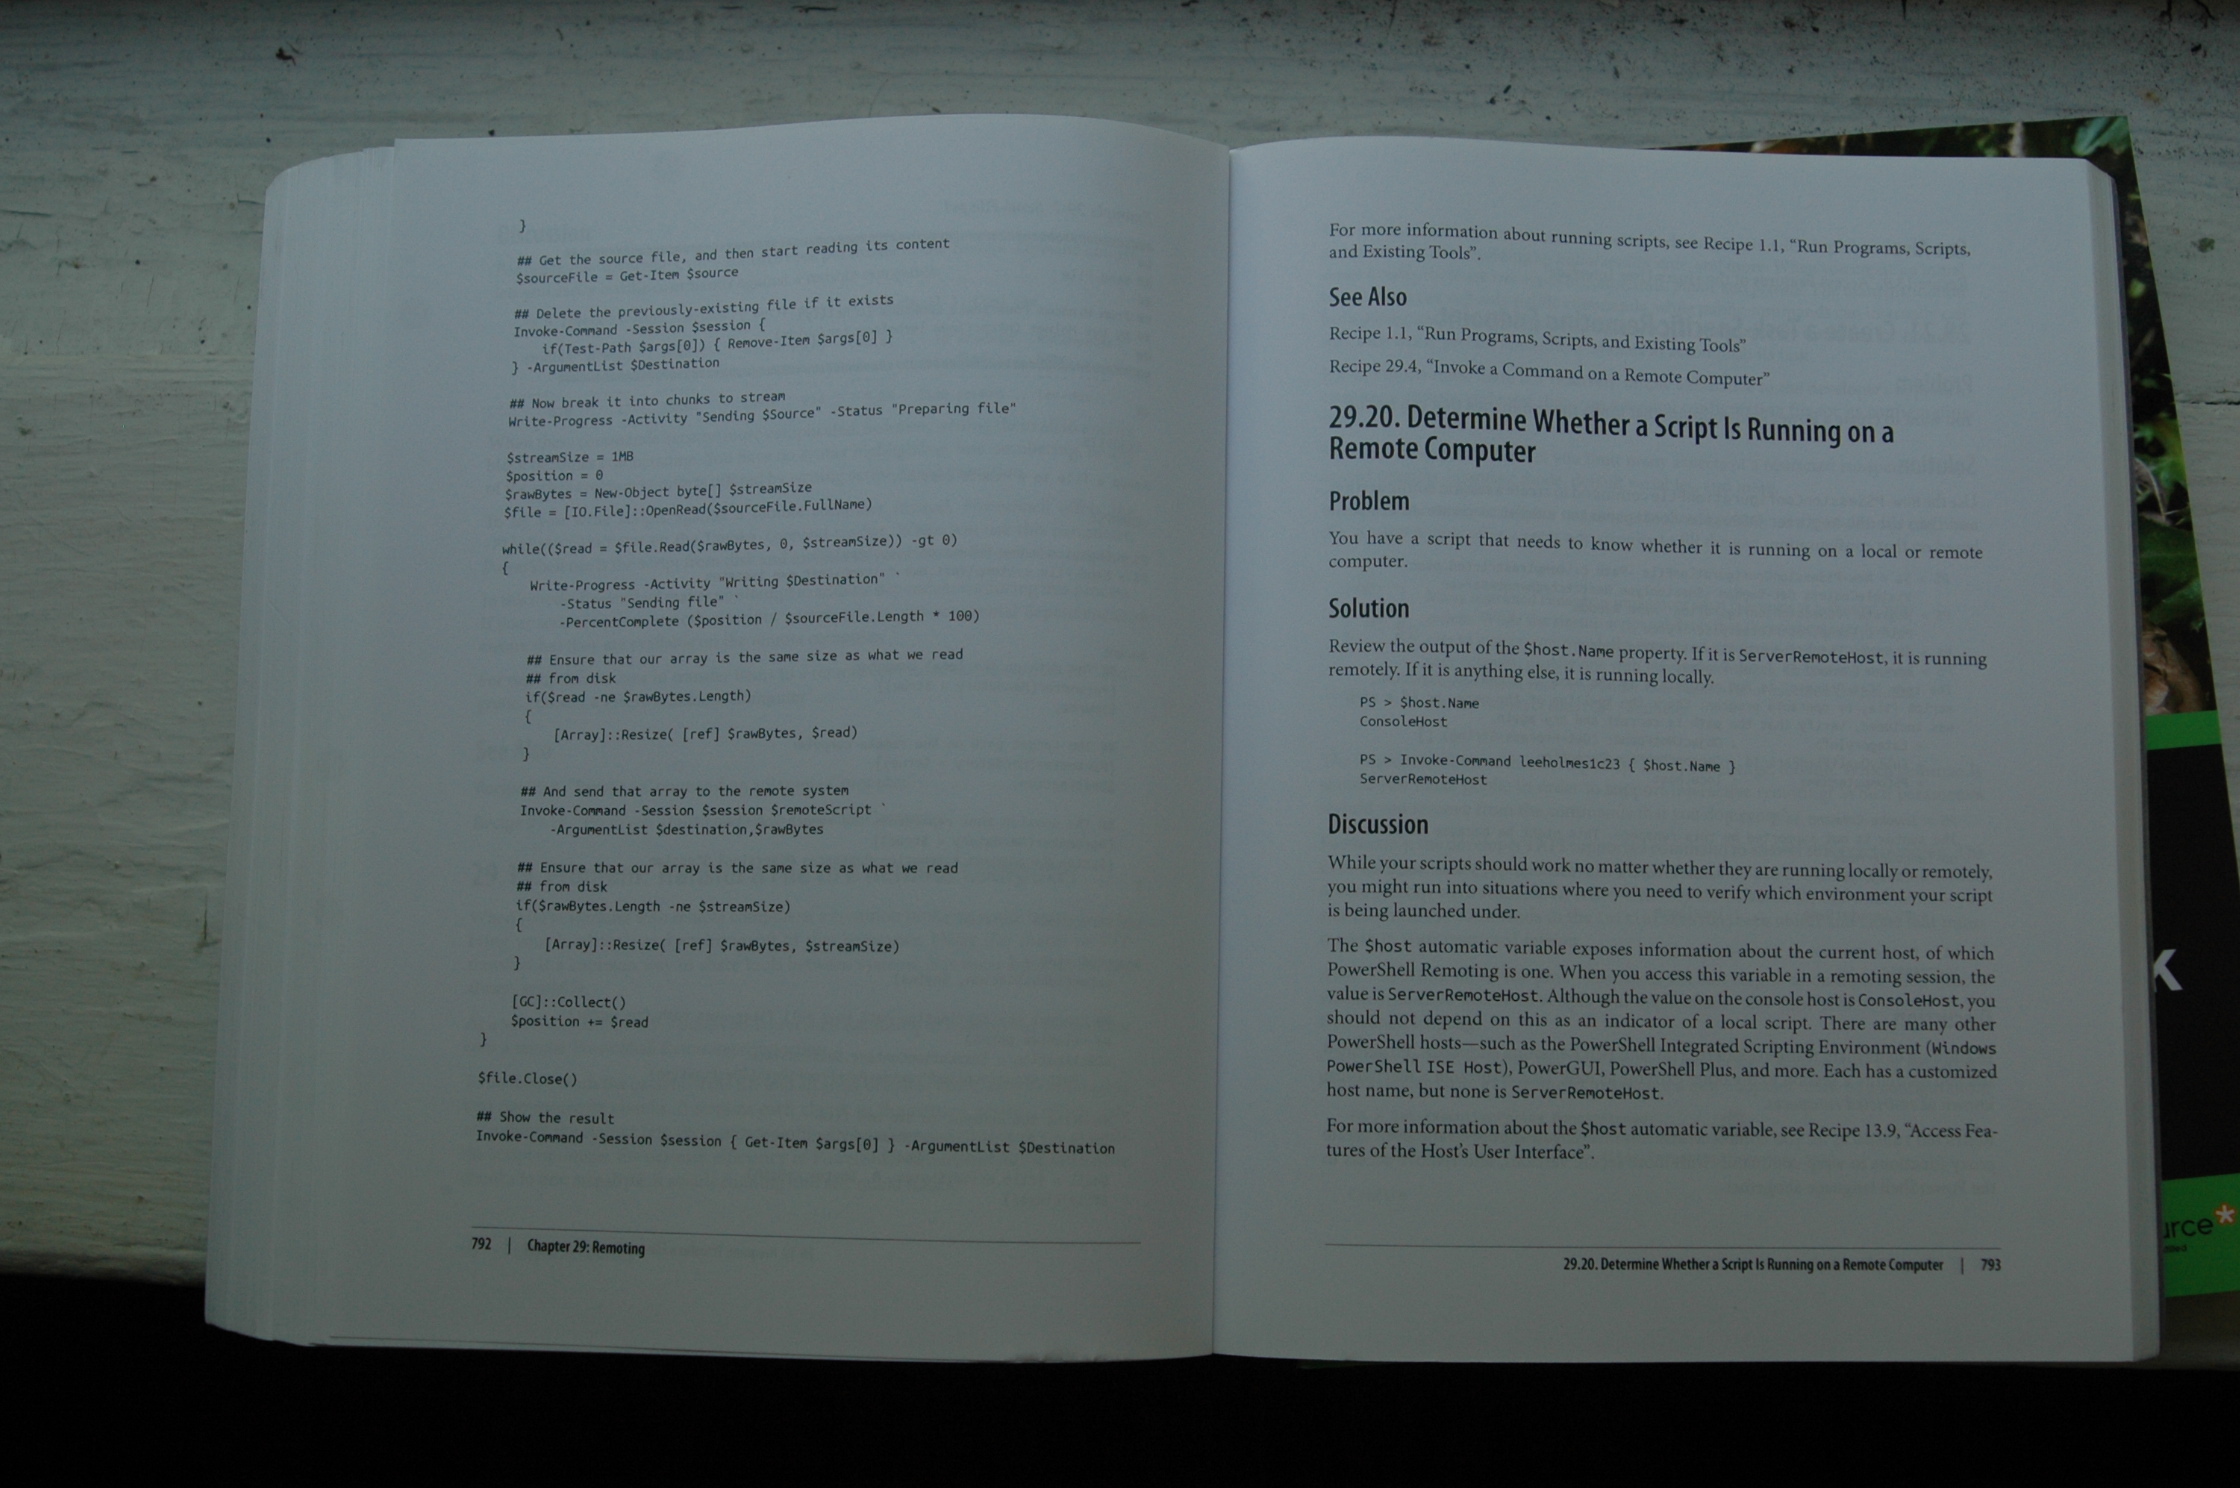 }
## Get the source file, and then start reading its content
$sourceFile = Get-Item $source
## Delete the previously-existing file if it exists
Invoke-Command -Session $session {
if(Test-Path $args[0]) { Remove-Item $args[0] }
} -ArgumentList $Destination
## Now break it into chunks to stream
Write-Progress -Activity "Sending $Source" -Status "Preparing file"
$streamSize = 1MB
$position = 0
$rawBytes = New-Object byte[] $streamSize
$file = [IO.File]::OpenRead($sourceFile.FullName)
while(($read = $file.Read($rawBytes, 0, $streamSize)) -gt 0)
{
Write-Progress -Activity "Writing $Destination" `
-Status "Sending file" `
-PercentComplete ($position / $sourceFile.Length * 100)
## Ensure that our array is the same size as what we read
## from disk
if($read -ne $rawBytes.Length)
{
[Array]::Resize( [ref] $rawBytes, $read)
}
## And send that array to the remote system
Invoke-Command -Session $session $remoteScript `
-ArgumentList $destination,$rawBytes
## Ensure that our array is the same size as what we read
## from disk
if($rawBytes.Length -ne $streamSize)
{
[Array]::Resize( [ref] $rawBytes, $streamSize)
}
[GC]::Collect()
$position += $read
}
$file.Close()
## Show the result
Invoke-Command -Session $session { Get-Item $args[0] } -ArgumentList $Destination
792 | Chapter 29: Remoting
For more information about running scripts, see Recipe 1.1, “Run Programs, Scripts,
and Existing Tools”.
See Also
Recipe 1.1, “Run Programs, Scripts, and Existing Tools”
Recipe 29.4, “Invoke a Command on a Remote Computer”
29.20. Determine Whether a Script Is Running on a
Remote Computer
Problem
You have a script that needs to know whether it is running on a local or remote
computer.
Solution
Review the output of the $host.Name property. If it is ServerRemoteHost, it is running
remotely. If it is anything else, it is running locally.
PS > $host.Name
ConsoleHost
PS > Invoke-Command leeholmes1c23 { $host.Name }
ServerRemoteHost
Discussion
While your scripts should work no matter whether they are running locally or remotely,
you might run into situations where you need to verify which environment your script
is being launched under.
The $host automatic variable exposes information about the current host, of which
PowerShell Remoting is one. When you access this variable in a remoting session, the
value is ServerRemoteHost. Although the value on the console host is ConsoleHost, you
should not depend on this as an indicator of a local script. There are many other
PowerShell hosts—such as the PowerShell Integrated Scripting Environment (Windows
PowerShell ISE Host), PowerGUI, PowerShell Plus, and more. Each has a customized
host name, but none is ServerRemoteHost.
For more information about the $host automatic variable, see Recipe 13.9, “Access Fea-
tures of the Host’s User Interface”.
29.20. Determine Whether a Script Is Running on a Remote Computer | 793
K
urce*